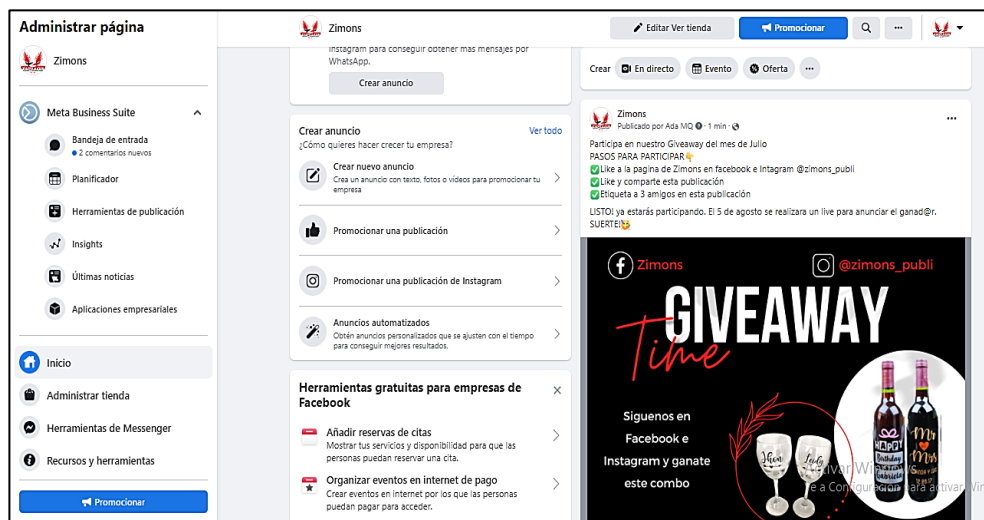 Administrar página
Zimons
Meta Business Suite
Bandeja de entrada
2 comentarios nuevos
Planificador
Herramientas de publicación
Insights
Últimas noticias
Aplicaciones empresariales
Inicio
Administrar tienda
Herramientas de Messenger
Recursos y herramientas
Promocionar
Zimons
Editar Ver tienda
Promocionar
Instagram para conseguir obtener más mensajes por
WhatsApp.
Crear anuncio
Crear anuncio
Ver todo
¿Cómo quieres hacer crecer tu empresa?
Crear nuevo anuncio
Crea un anuncio con texto, fotos o vídeos para promocionar tu
empresa
Promocionar una publicación
Promocionar una publicación de Instagram
Anuncios automatizados
Obtén anuncios personalizados que se ajusten con el tiempo
para conseguir mejores resultados.
Herramientas gratuitas para empresas de
Facebook
Añadir reservas de citas
Mostrar tus servicios y disponibilidad para que las
personas puedan reservar una cita.
Organizar eventos en internet de pago
Crear eventos en internet por los que las personas
puedan pagar para acceder.
Crear
En directo
Evento
Oferta
Zimons
Publicado por Ada MQ · 1 min ·
Participa en nuestro Giveaway del mes de Julio
PASOS PARA PARTICIPAR👇
✅Like a la pagina de Zimons en facebook e Intagram @zimons_publi
✅Like y comparte esta publicación
✅Etiqueta a 3 amigos en esta publicación
LISTO! ya estarás participando. El 5 de agosto se realizara un live para anunciar el ganad@r.
SUERTE!🥳
Zimons
@zimons_publi
GIVEAWAY
Time
Siguenos en
Facebook e
Instagram y ganate
este combo
Jhon
Leidy
HAPPY
Birthday
Mr
Mrs
Activar Windows
Ve a Configuración para activar Win